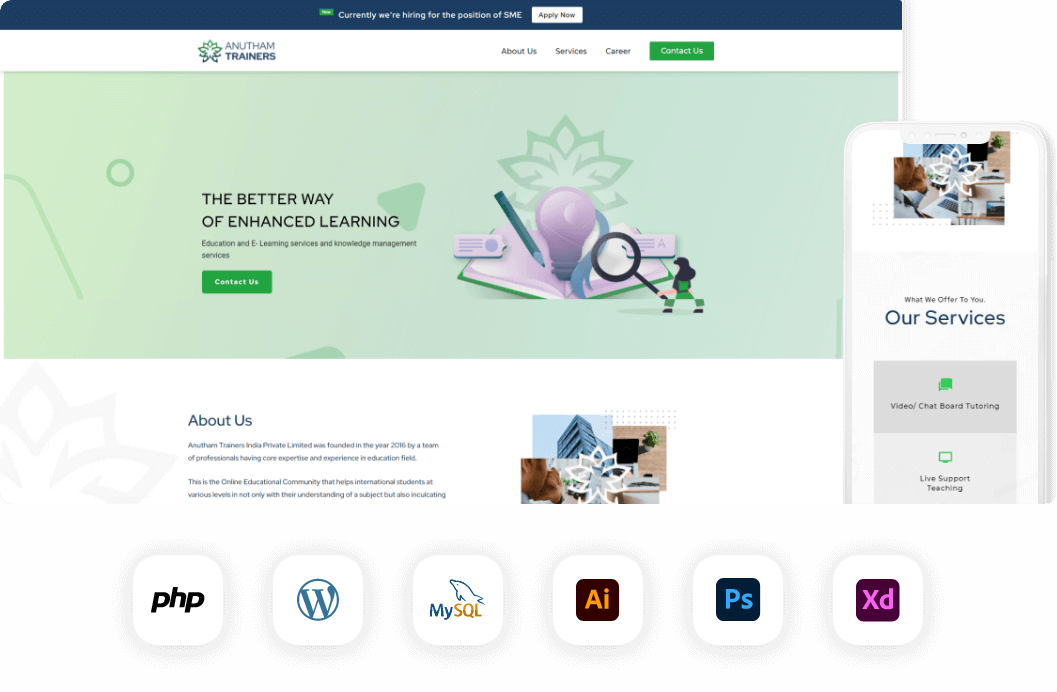 New
Currently we're hiring for the position of SME
Apply Now
ANUTHAM
TRAINERS
About Us
Services
Career
Contact Us
THE BETTER WAY
OF ENHANCED LEARNING
Education and E- Learning services and knowledge management
services
Contact Us
A
What We Offer To You.
Our Services
Video/ Chat Board Tutoring
Live Support
Teaching
About Us
Anutham Trainers India Private Limited was founded in the year 2016 by a team
of professionals having core expertise and experience in education field.
This is the Online Educational Community that helps international students at
various levels in not only with their understanding of a subject but also inculcating
php
W
MySQL
Ai
Ps
Xd